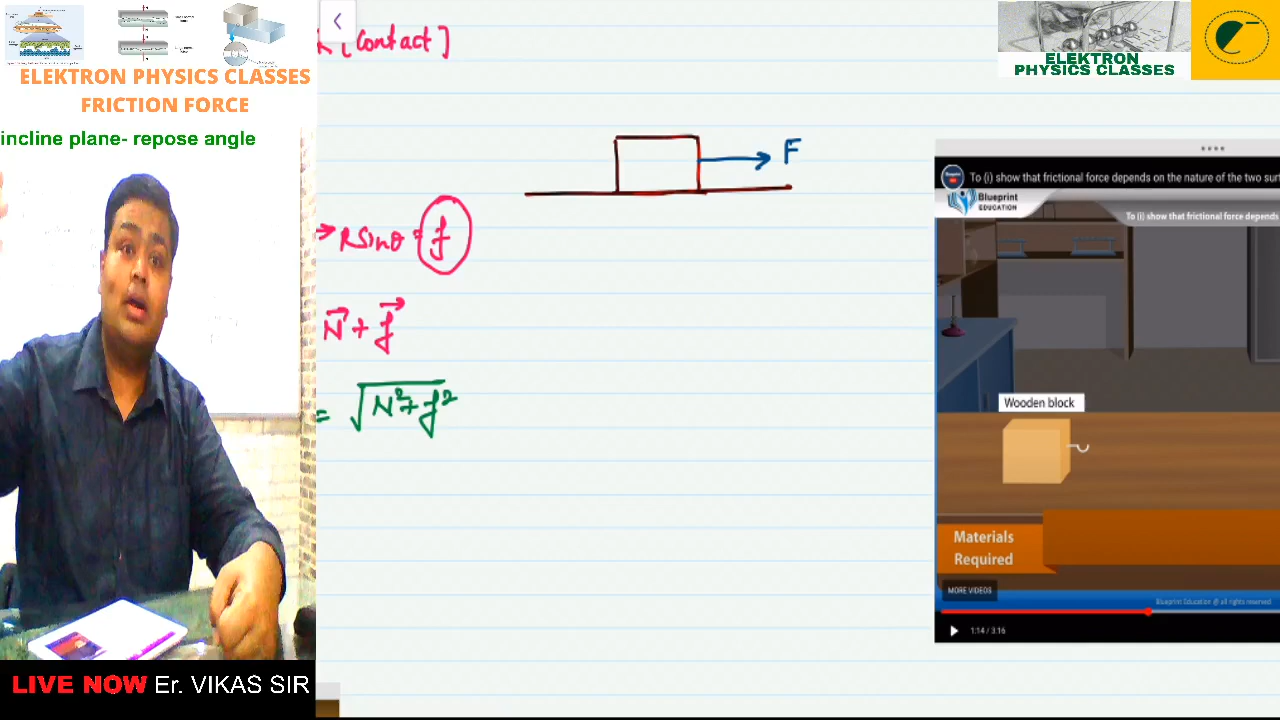 ELEKTRON PHYSICS CLASSES
FRICTION FORCE
incline plane- repose angle
[Contact]
F
Rsinθ = f
N + f
= √N²+f²
LIVE NOW Er. VIKAS SIR
ELEKTRON
PHYSICS CLASSES
To (i) show that frictional force depends on the nature of the two sur
Blueprint
EDUCATION
To (i) show that frictional force depends
Wooden block
Materials
Required
MORE VIDEOS
Blueprint Education @ all rights reserved
1:14 / 3:16